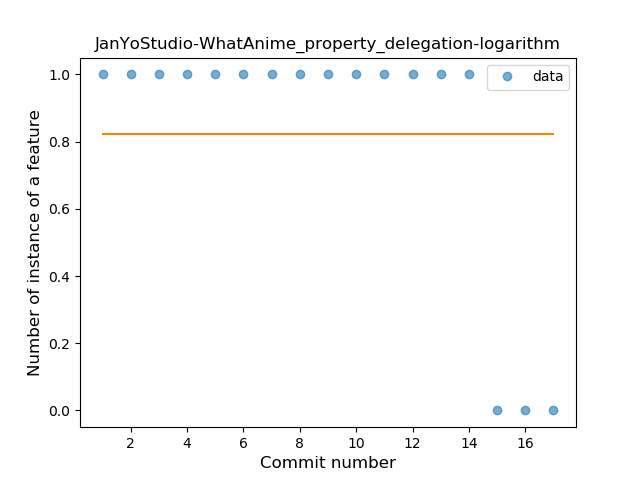 JanYoStudio-WhatAnime_property_delegation-logarithm
data
Number of instance of a feature
1.0
0.8
0.6
0.4
0.2
0.0
2 4 6 8 10 12 14 16
Commit number